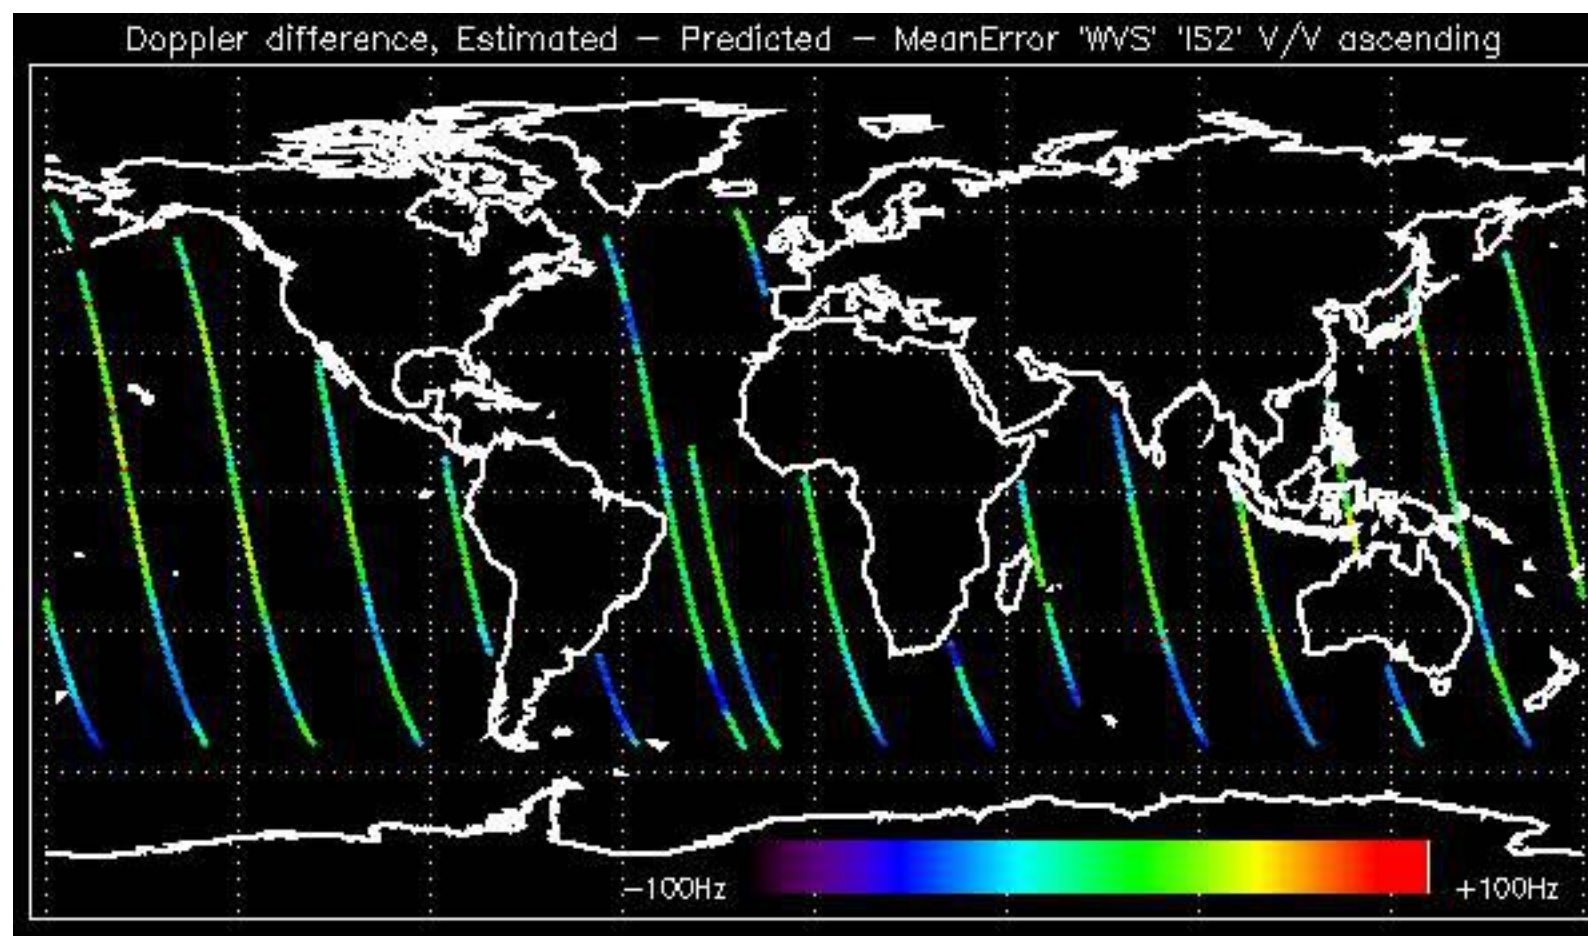 Doppler difference, Estimated – Predicted – MeanError 'WVS' 'IS2' V/V ascending
-100Hz
+100Hz